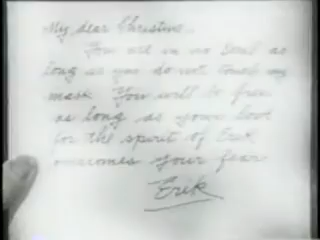 My dear Christine.
You are in no peril as
long as you do not touch my
mask. You will be free
as long as your love
for the spirit of Erik
overcomes your fear
Erik